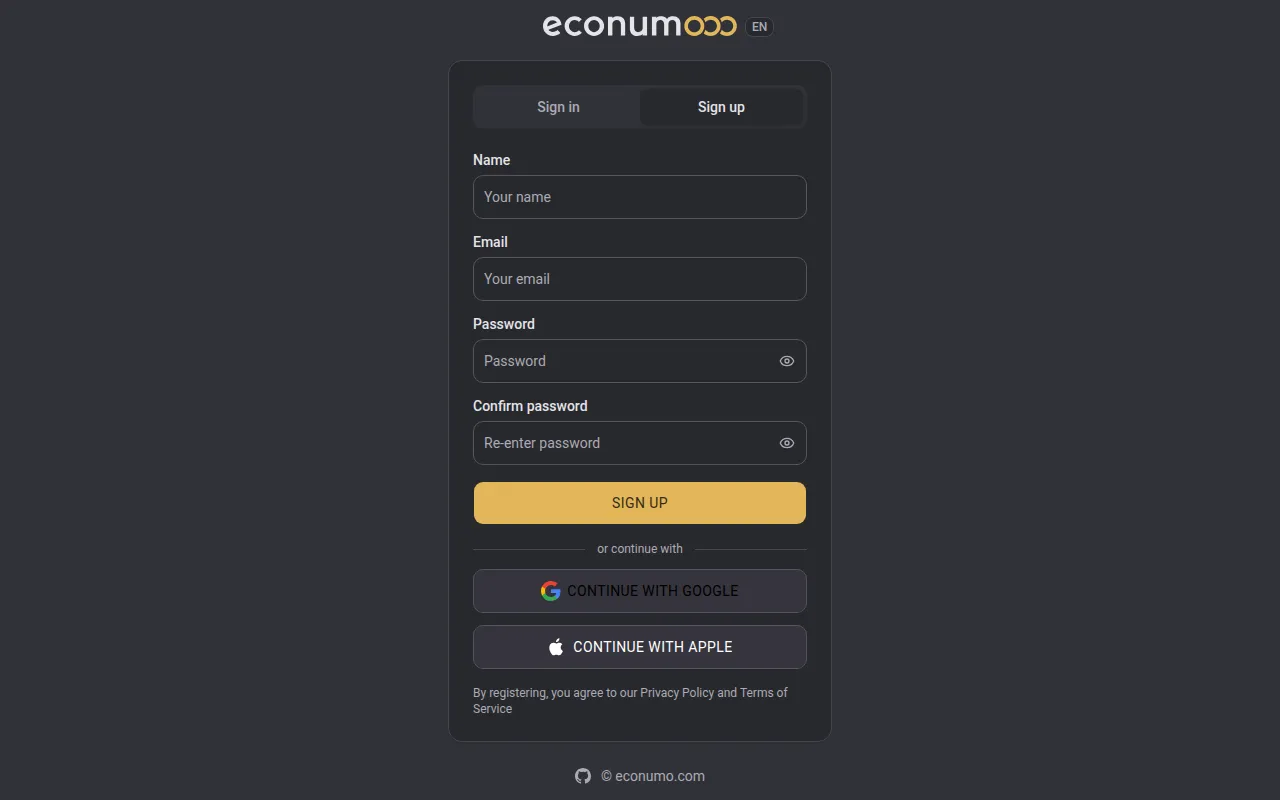 econumo
EN
Sign in
Sign up
Name
Your name
Email
Your email
Password
Password
Confirm password
Re-enter password
SIGN UP
or continue with
CONTINUE WITH GOOGLE
CONTINUE WITH APPLE
By registering, you agree to our Privacy Policy and Terms of
Service
© econumo.com